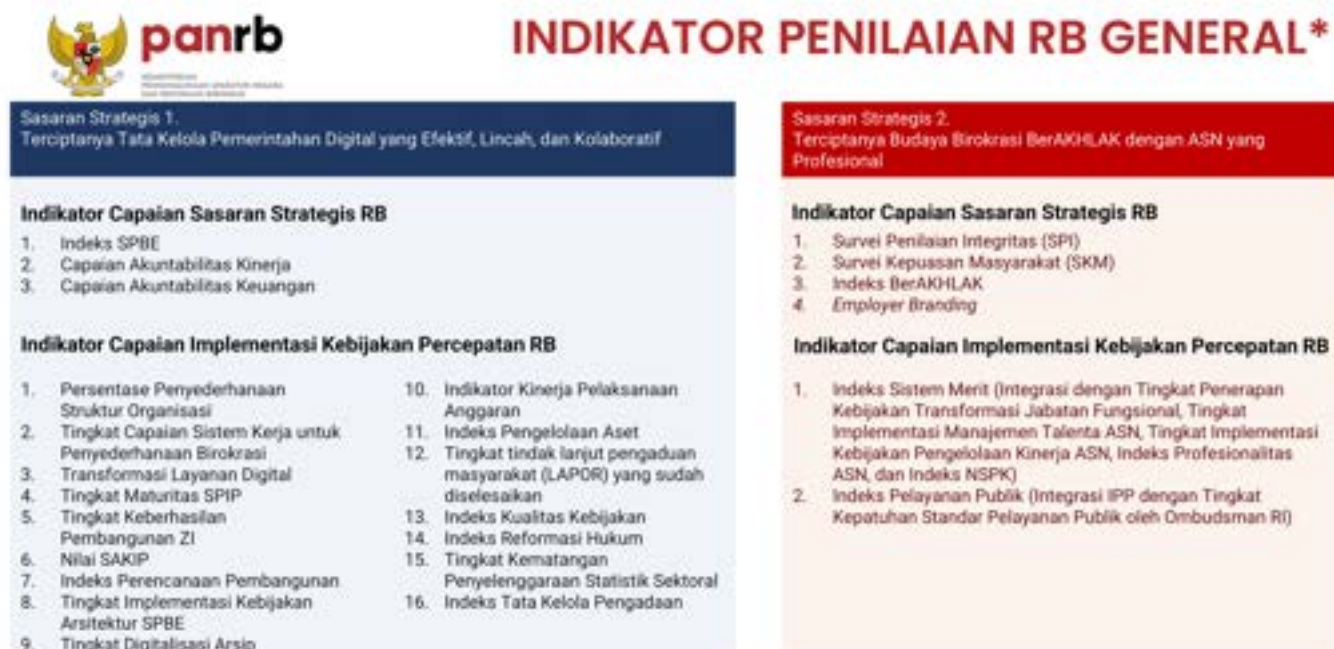 panrb
INDIKATOR PENILAIAN RB GENERAL*
Sasaran Strategis 1.
Terciptanya Tata Kelola Pemerintahan Digital yang Efektif, Lincah, dan Kolaboratif
Indikator Capaian Sasaran Strategis RB
1. Indeks SPBE
2. Capaian Akuntabilitas Kinerja
3. Capaian Akuntabilitas Keuangan
Indikator Capaian Implementasi Kebijakan Percepatan RB
1. Persentase Penyederhanaan
Struktur Organisasi
2. Tingkat Capaian Sistem Kerja untuk
Penyederhanaan Birokrasi
3. Transformasi Layanan Digital
4. Tingkat Maturitas SPIP
5. Tingkat Keberhasilan
Pembangunan ZI
6. Nilai SAKIP
7. Indeks Perencanaan Pembangunan
8. Tingkat Implementasi Kebijakan
Arsitektur SPBE
9. Tingkat Digitalisasi Arsip
10. Indikator Kinerja Pelaksanaan
Anggaran
11. Indeks Pengelolaan Aset
12. Tingkat tindak lanjut pengaduan
masyarakat (LAPOR) yang sudah
diselesaikan
13. Indeks Kualitas Kebijakan
14. Indeks Reformasi Hukum
15. Tingkat Kematangan
Penyelenggaraan Statistik Sektoral
16. Indeks Tata Kelola Pengadaan
Sasaran Strategis 2.
Terciptanya Budaya Birokrasi BerAKHLAK dengan ASN yang
Profesional
Indikator Capaian Sasaran Strategis RB
1. Survei Penilaian Integritas (SPI)
2. Survei Kepuasan Masyarakat (SKM)
3. Indeks BerAKHLAK
4. Employer Branding
Indikator Capaian Implementasi Kebijakan Percepatan RB
1. Indeks Sistem Merit (Integrasi dengan Tingkat Penerapan
Kebijakan Transformasi Jabatan Fungsional, Tingkat
Implementasi Manajemen Talenta ASN, Tingkat Implementasi
Kebijakan Pengelolaan Kinerja ASN, Indeks Profesionalitas
ASN, dan Indeks NSPK)
2. Indeks Pelayanan Publik (Integrasi IPP dengan Tingkat
Kepatuhan Standar Pelayanan Publik oleh Ombudsman RI)